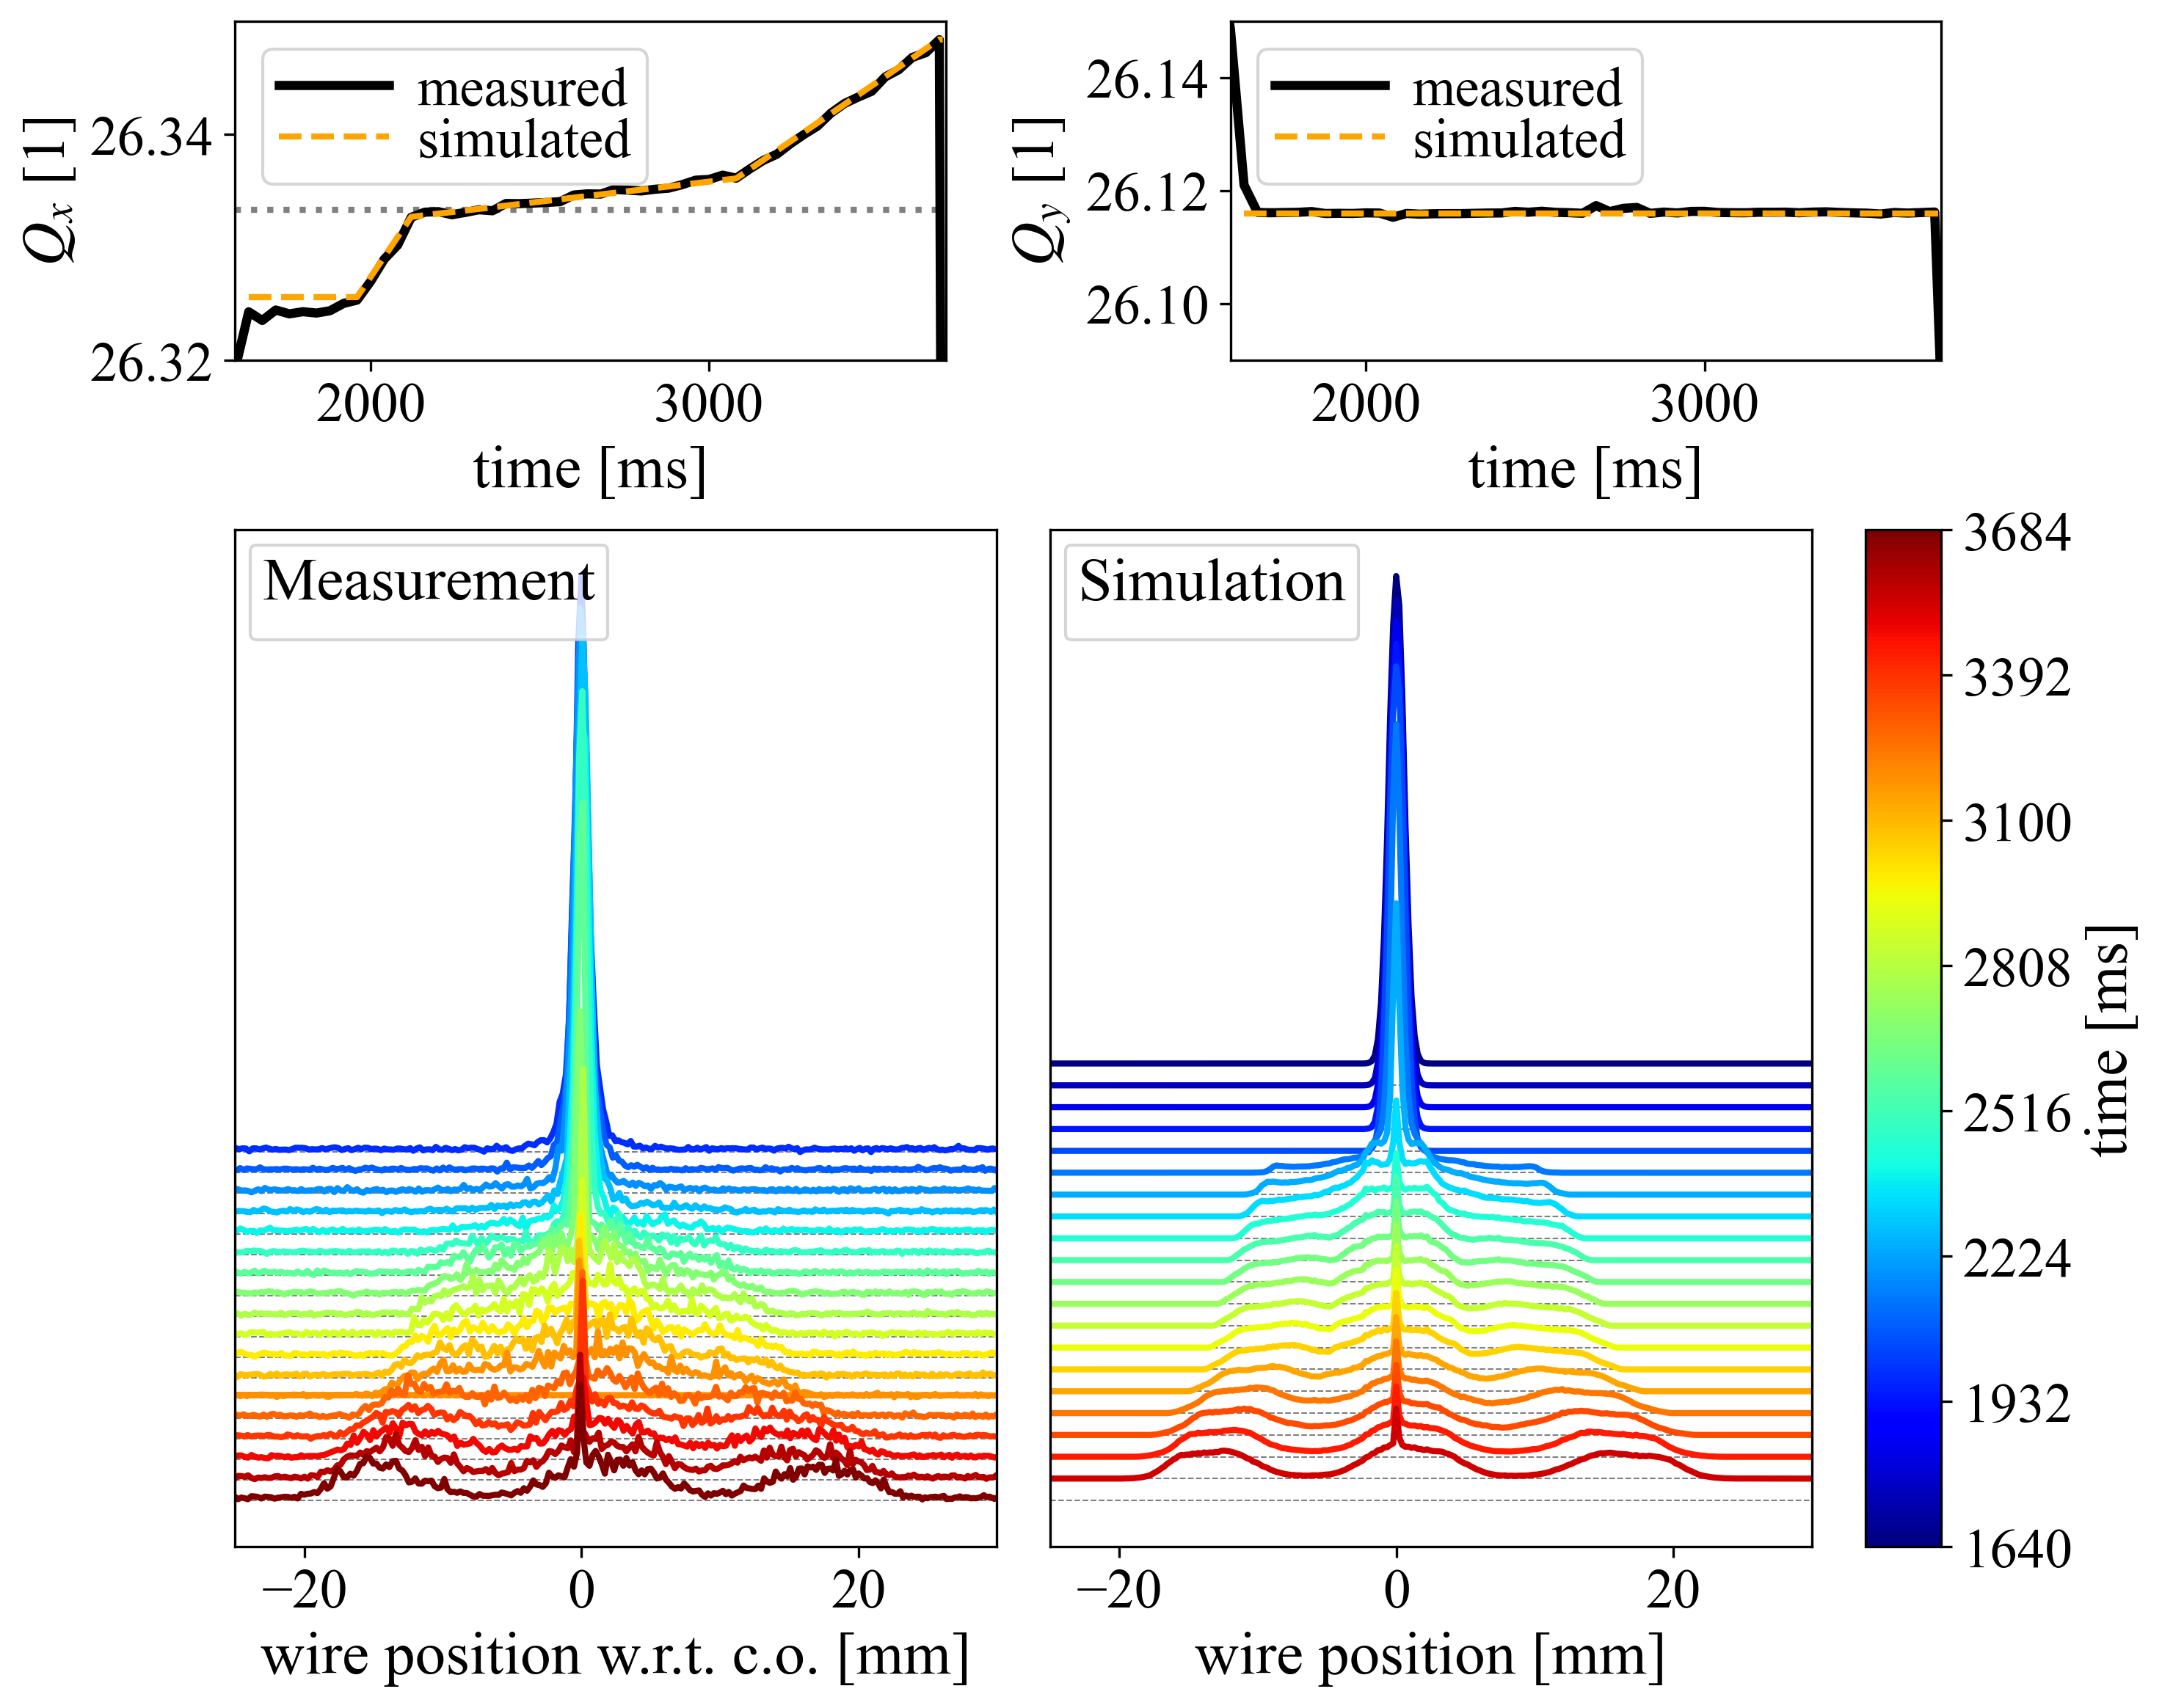 Qx [1]
26.34
26.32
measured
simulated
2000
3000
time [ms]
Qy [1]
26.14
26.12
26.10
measured
simulated
2000
3000
time [ms]
Measurement
−20
0
20
wire position w.r.t. c.o. [mm]
Simulation
−20
0
20
wire position [mm]
3684
3392
3100
2808
2516
2224
1932
1640
time [ms]